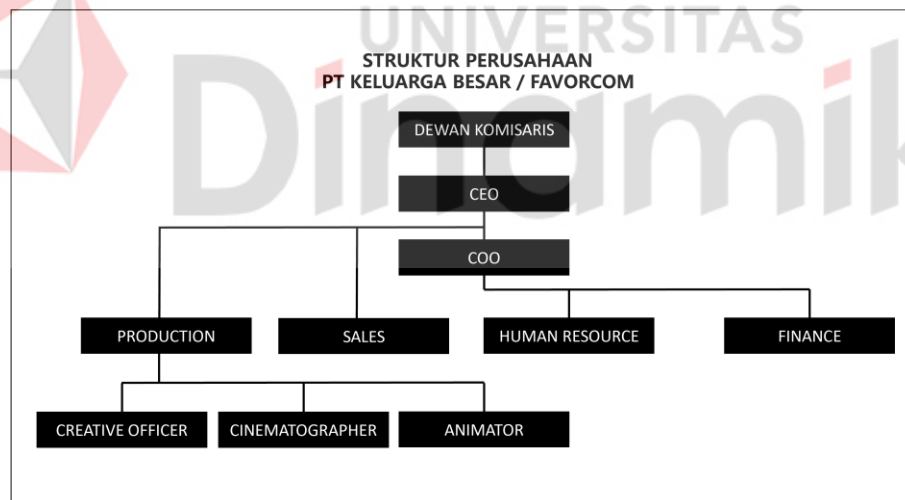 UNIVERSITAS
Dinamik
STRUKTUR PERUSAHAAN
PT KELUARGA BESAR / FAVORCOM
DEWAN KOMISARIS
CEO
COO
PRODUCTION
SALES
HUMAN RESOURCE
FINANCE
CREATIVE OFFICER
CINEMATOGRAPHER
ANIMATOR